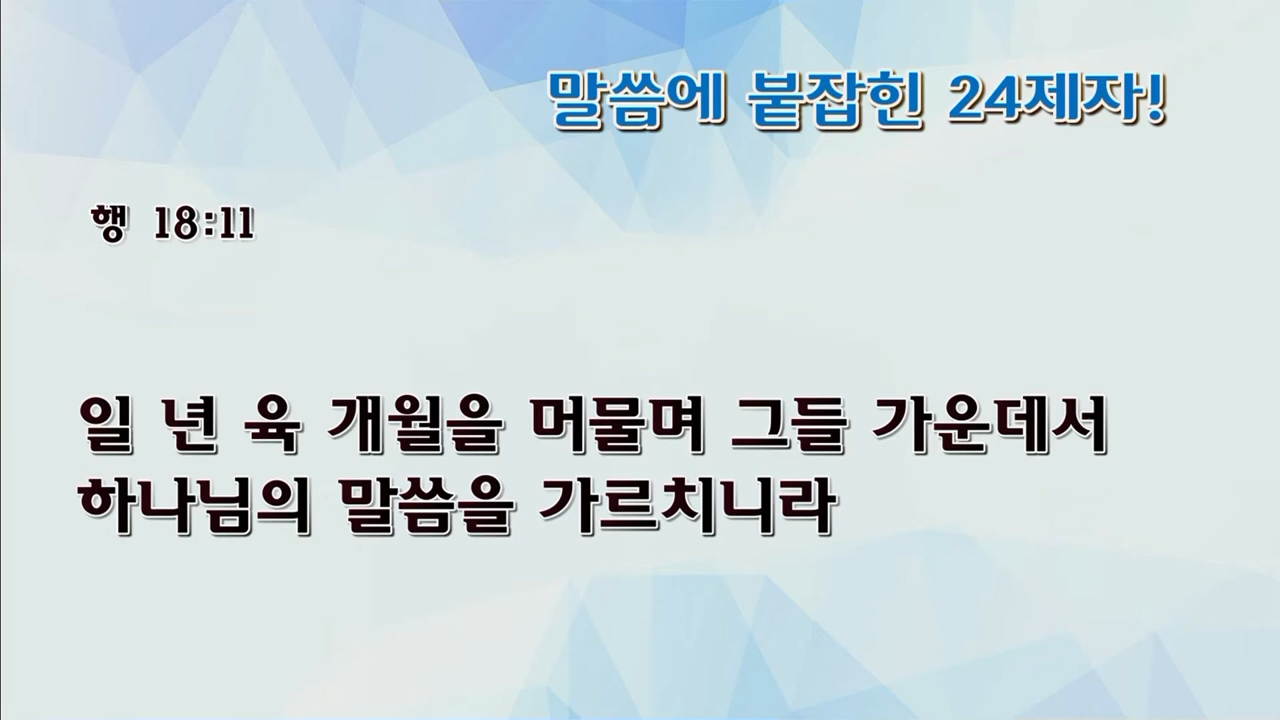 말씀에 붙잡힌 24제자!
행 18:11
일 년 육 개월을 머물며 그들 가운데서
하나님의 말씀을 가르치니라